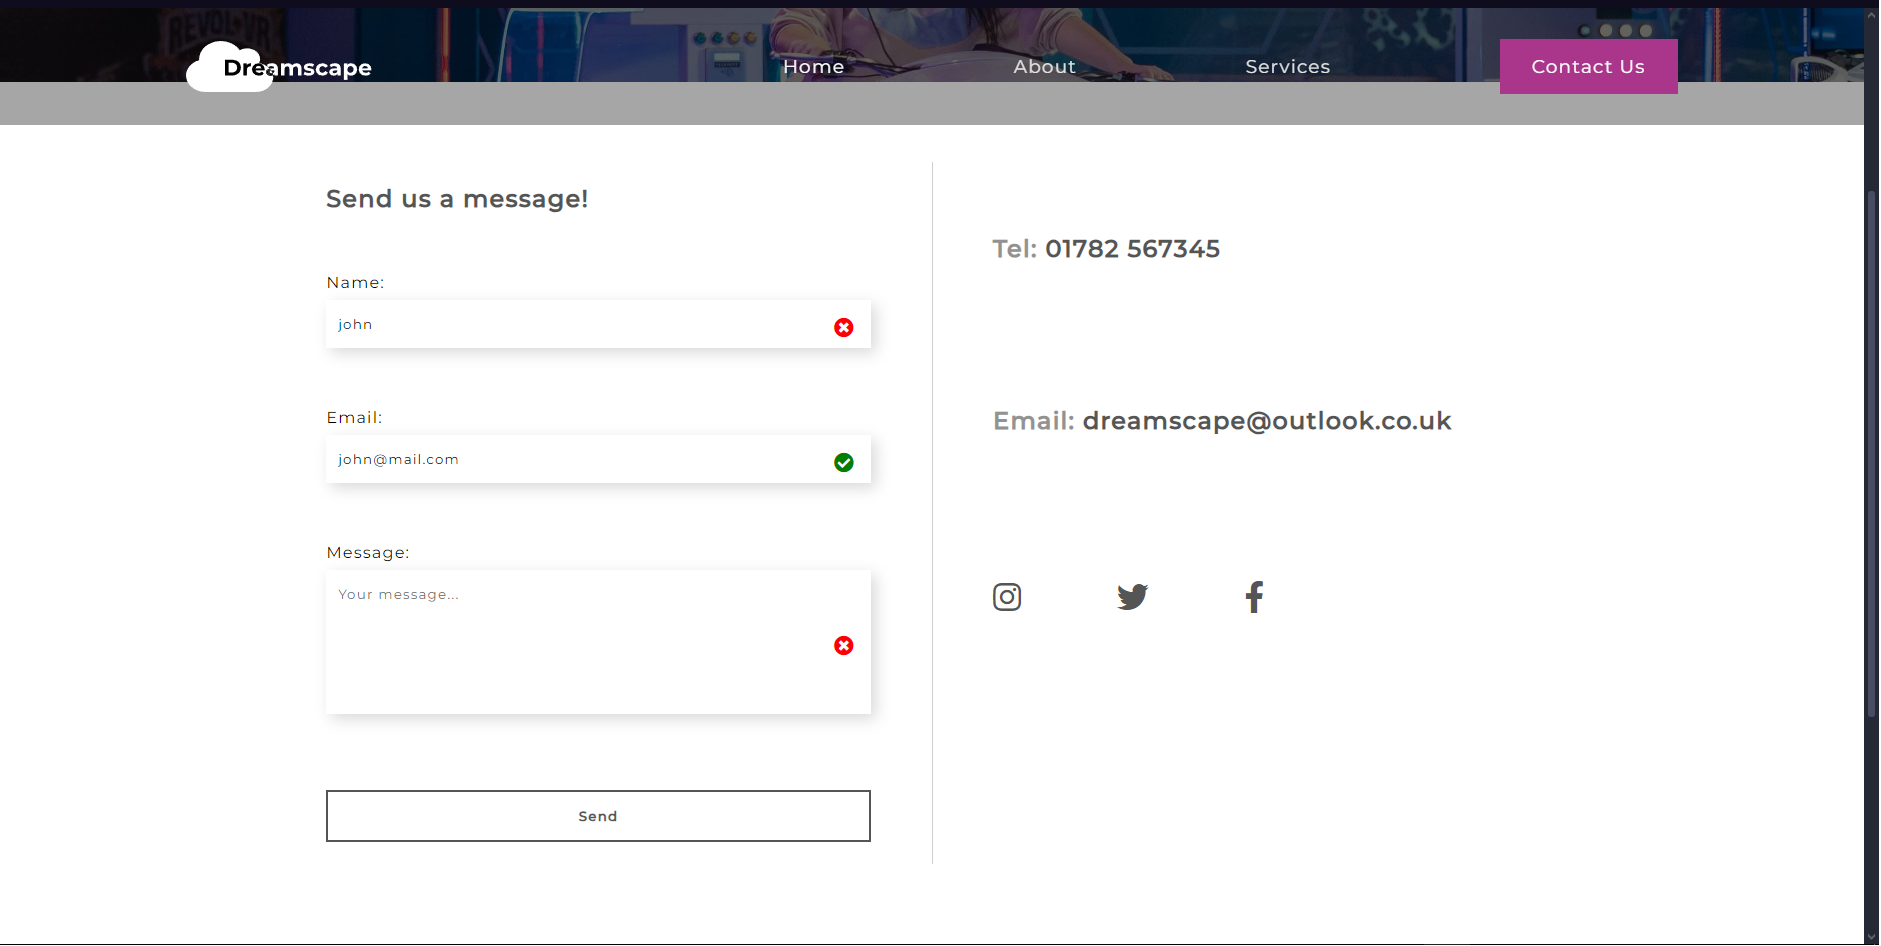 REVOLVR
Dreamscape
Home
About
Services
Contact Us
Send us a message!
Name:
john
Email:
john@mail.com
Message:
Your message...
Send
Tel: 01782 567345
Email: dreamscape@outlook.co.uk